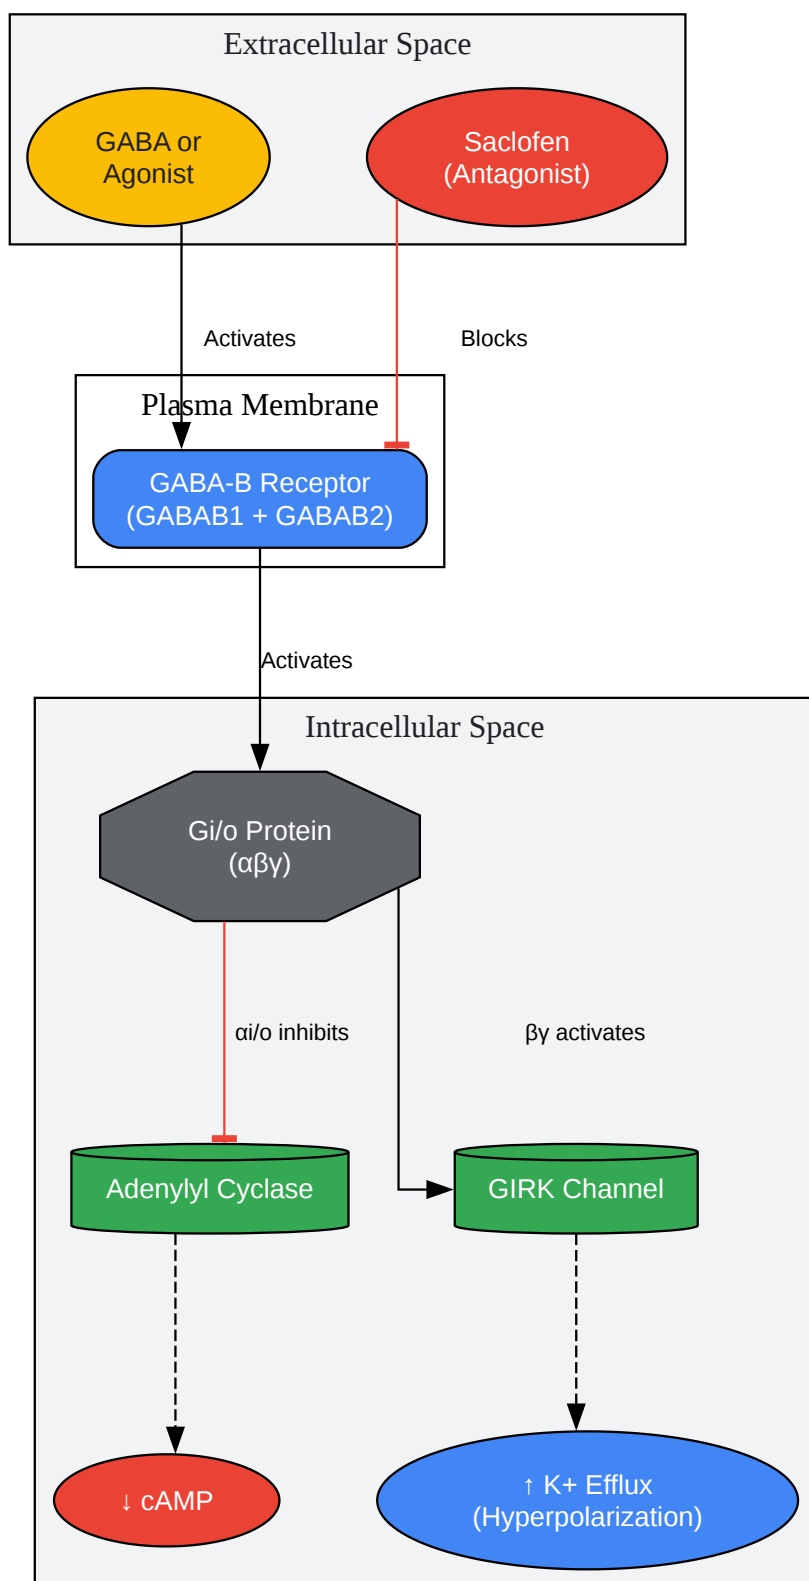 Extracellular Space
GABA or
Agonist
Saclofen
(Antagonist)
Activates
Blocks
Plasma Membrane
GABA-B Receptor
(GABAB1 + GABAB2)
Activates
Intracellular Space
Gi/o Protein
(αβγ)
αi/o inhibits
βγ activates
Adenylyl Cyclase
GIRK Channel
↓ cAMP
↑ K+ Efflux
(Hyperpolarization)